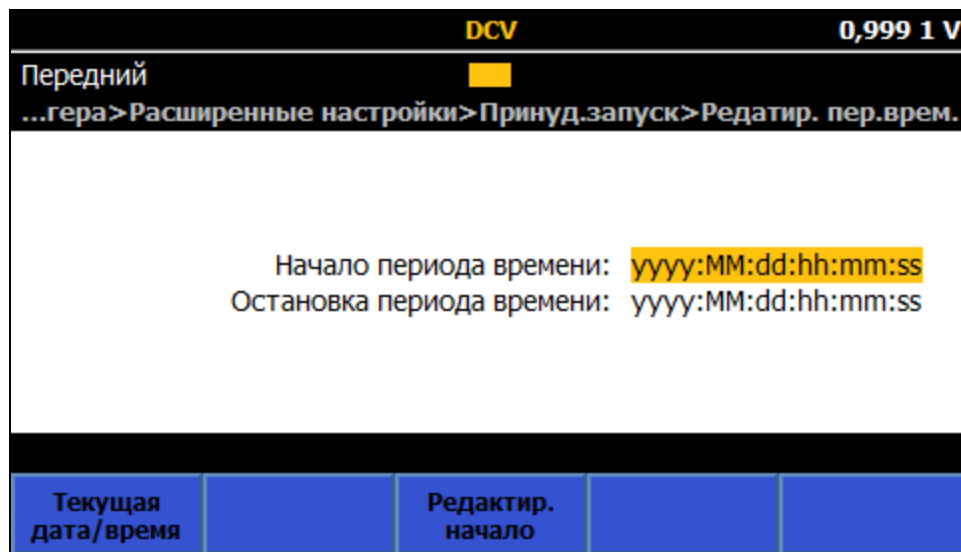 DCV 0,999 1 V
Передний
...гера>Расширенные настройки>Принуд.запуск>Редатир. пер.врем.
Начало периода времени: yyyy:MM:dd:hh:mm:ss
Остановка периода времени: yyyy:MM:dd:hh:mm:ss
Текущая Редактир.
дата/время начало